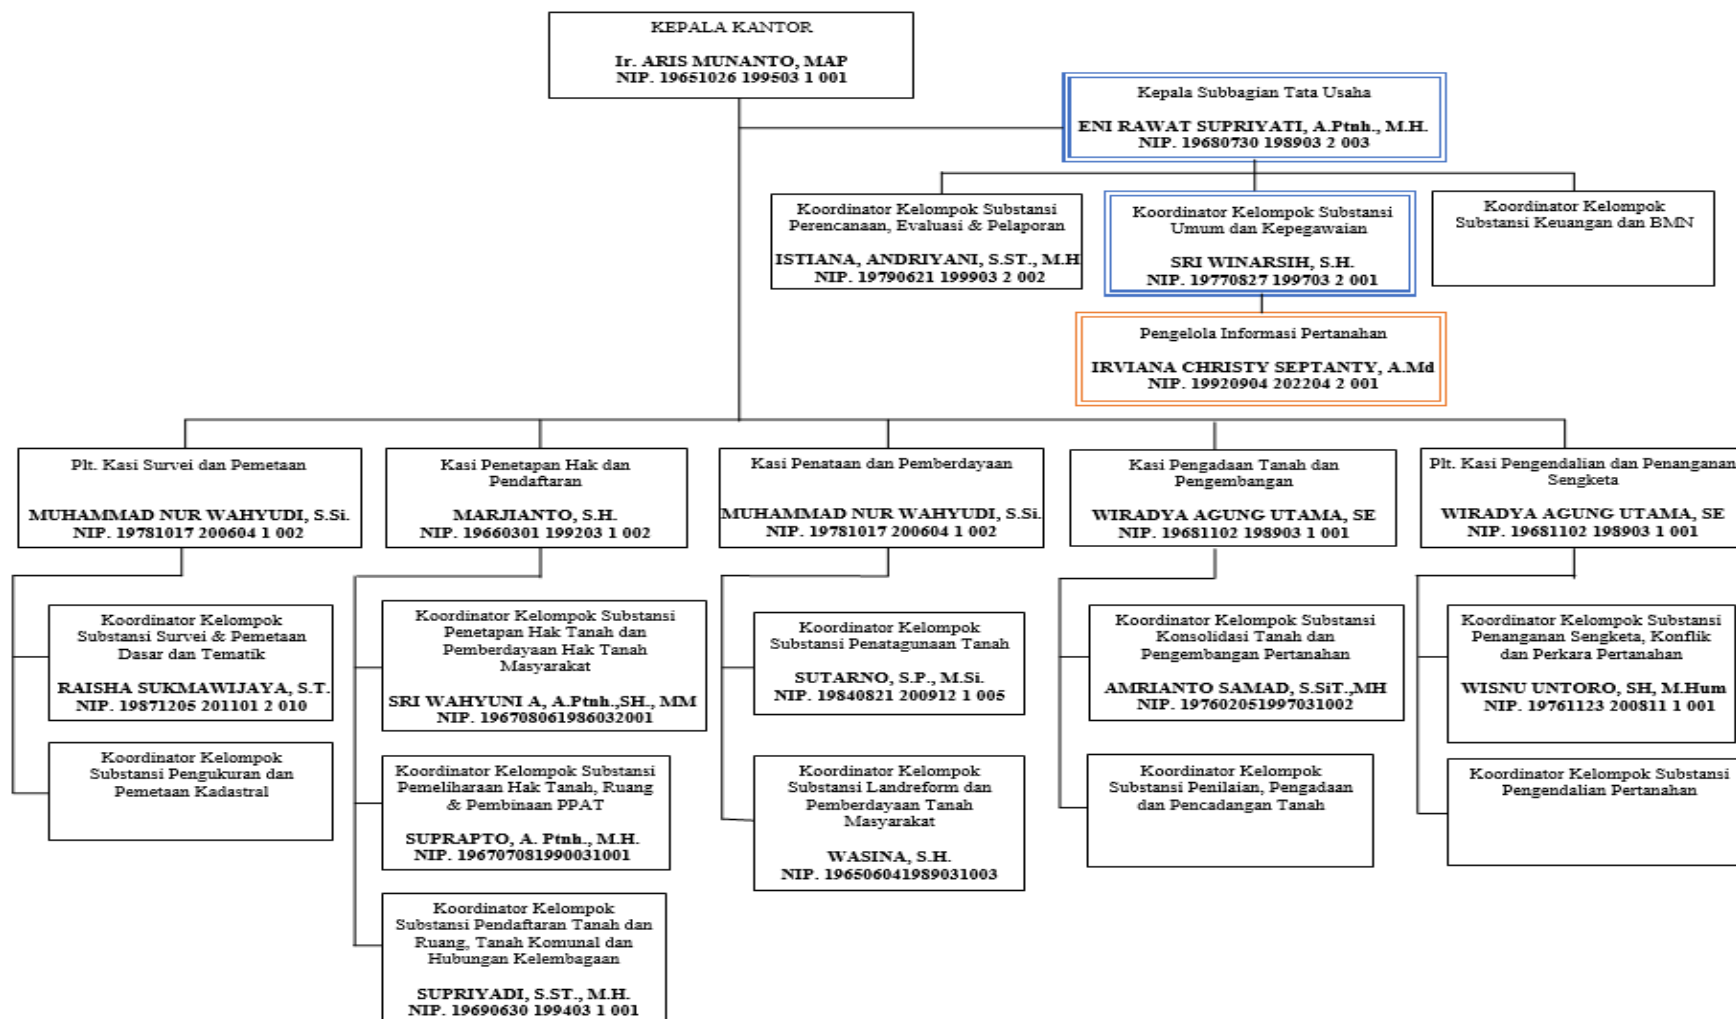 KEPALA KANTOR
Ir. ARIS MUNANTO, MAP
NIP. 19651026 199503 1 001
Kepala Subbagian Tata Usaha
ENI RAWAT SUPRIYATI, A.Ptnh., M.H.
NIP. 19680730 198903 2 003
Koordinator Kelompok Substansi
Perencanaan, Evaluasi & Pelaporan
ISTIANA, ANDRIYANI, S.ST., M.H
NIP. 19790621 199903 2 002
Koordinator Kelompok Substansi
Umum dan Kepegawaian
SRI WINARSIH, S.H.
NIP. 19770827 199703 2 001
Koordinator Kelompok
Substansi Keuangan dan BMN
Pengelola Informasi Pertanahan
IRVIANA CHRISTY SEPTANTY, A.Md
NIP. 19920904 202204 2 001
Plt. Kasi Survei dan Pemetaan
MUHAMMAD NUR WAHYUDI, S.Si.
NIP. 19781017 200604 1 002
Kasi Penetapan Hak dan
Pendaftaran
MARJIANTO, S.H.
NIP. 19660301 199203 1 002
Kasi Penataan dan Pemberdayaan
MUHAMMAD NUR WAHYUDI, S.Si.
NIP. 19781017 200604 1 002
Kasi Pengadaan Tanah dan
Pengembangan
WIRADYA AGUNG UTAMA, SE
NIP. 19681102 198903 1 001
Plt. Kasi Pengendalian dan Penanganan
Sengketa
WIRADYA AGUNG UTAMA, SE
NIP. 19681102 198903 1 001
Koordinator Kelompok
Substansi Survei & Pemetaan
Dasar dan Tematik
RAISHA SUKMAWIJAYA, S.T.
NIP. 19871205 201101 2 010
Koordinator Kelompok
Substansi Pengukuran dan
Pemetaan Kadastral
Koordinator Kelompok Substansi
Penetapan Hak Tanah dan
Pemberdayaan Hak Tanah
Masyarakat
SRI WAHYUNI A, A.Ptnh.,SH., MM
NIP. 196708061986032001
Koordinator Kelompok Substansi
Pemeliharaan Hak Tanah, Ruang
& Pembinaan PPAT
SUPRAPTO, A. Ptnh., M.H.
NIP. 196707081990031001
Koordinator Kelompok
Substansi Pendaftaran Tanah dan
Ruang, Tanah Komunal dan
Hubungan Kelembagaan
SUPRIYADI, S.ST., M.H.
NIP. 19690630 199403 1 001
Koordinator Kelompok
Substansi Penatagunaan Tanah
SUTARNO, S.P., M.Si.
NIP. 19840821 200912 1 005
Koordinator Kelompok
Substansi Landreform dan
Pemberdayaan Tanah
Masyarakat
WASINA, S.H.
NIP. 196506041989031003
Koordinator Kelompok Substansi
Konsolidasi Tanah dan
Pengembangan Pertanahan
AMRIANTO SAMAD, S.SiT.,MH
NIP. 197602051997031002
Koordinator Kelompok
Substansi Penilaian, Pengadaan
dan Pencadangan Tanah
Koordinator Kelompok Substansi
Penanganan Sengketa, Konflik
dan Perkara Pertanahan
WISNU UNTORO, SH, M.Hum
NIP. 19761123 200811 1 001
Koordinator Kelompok Substansi
Pengendalian Pertanahan